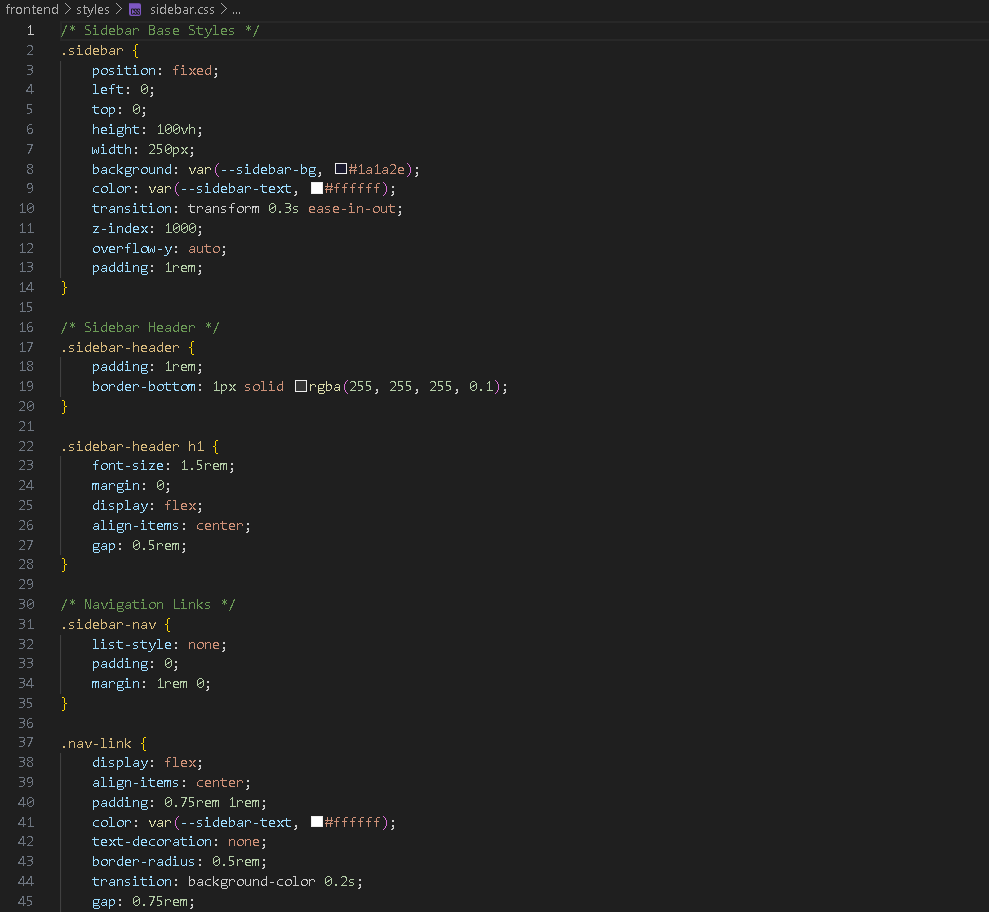 frontend > styles > sidebar.css > ...
1 /* Sidebar Base Styles */
2 .sidebar {
3     position: fixed;
4     left: 0;
5     top: 0;
6     height: 100vh;
7     width: 250px;
8     background: var(--sidebar-bg, #1a1a2e);
9     color: var(--sidebar-text, #ffffff);
10     transition: transform 0.3s ease-in-out;
11     z-index: 1000;
12     overflow-y: auto;
13     padding: 1rem;
14 }
15
16 /* Sidebar Header */
17 .sidebar-header {
18     padding: 1rem;
19     border-bottom: 1px solid rgba(255, 255, 255, 0.1);
20 }
21
22 .sidebar-header h1 {
23     font-size: 1.5rem;
24     margin: 0;
25     display: flex;
26     align-items: center;
27     gap: 0.5rem;
28 }
29
30 /* Navigation Links */
31 .sidebar-nav {
32     list-style: none;
33     padding: 0;
34     margin: 1rem 0;
35 }
36
37 .nav-link {
38     display: flex;
39     align-items: center;
40     padding: 0.75rem 1rem;
41     color: var(--sidebar-text, #ffffff);
42     text-decoration: none;
43     border-radius: 0.5rem;
44     transition: background-color 0.2s;
45     gap: 0.75rem;